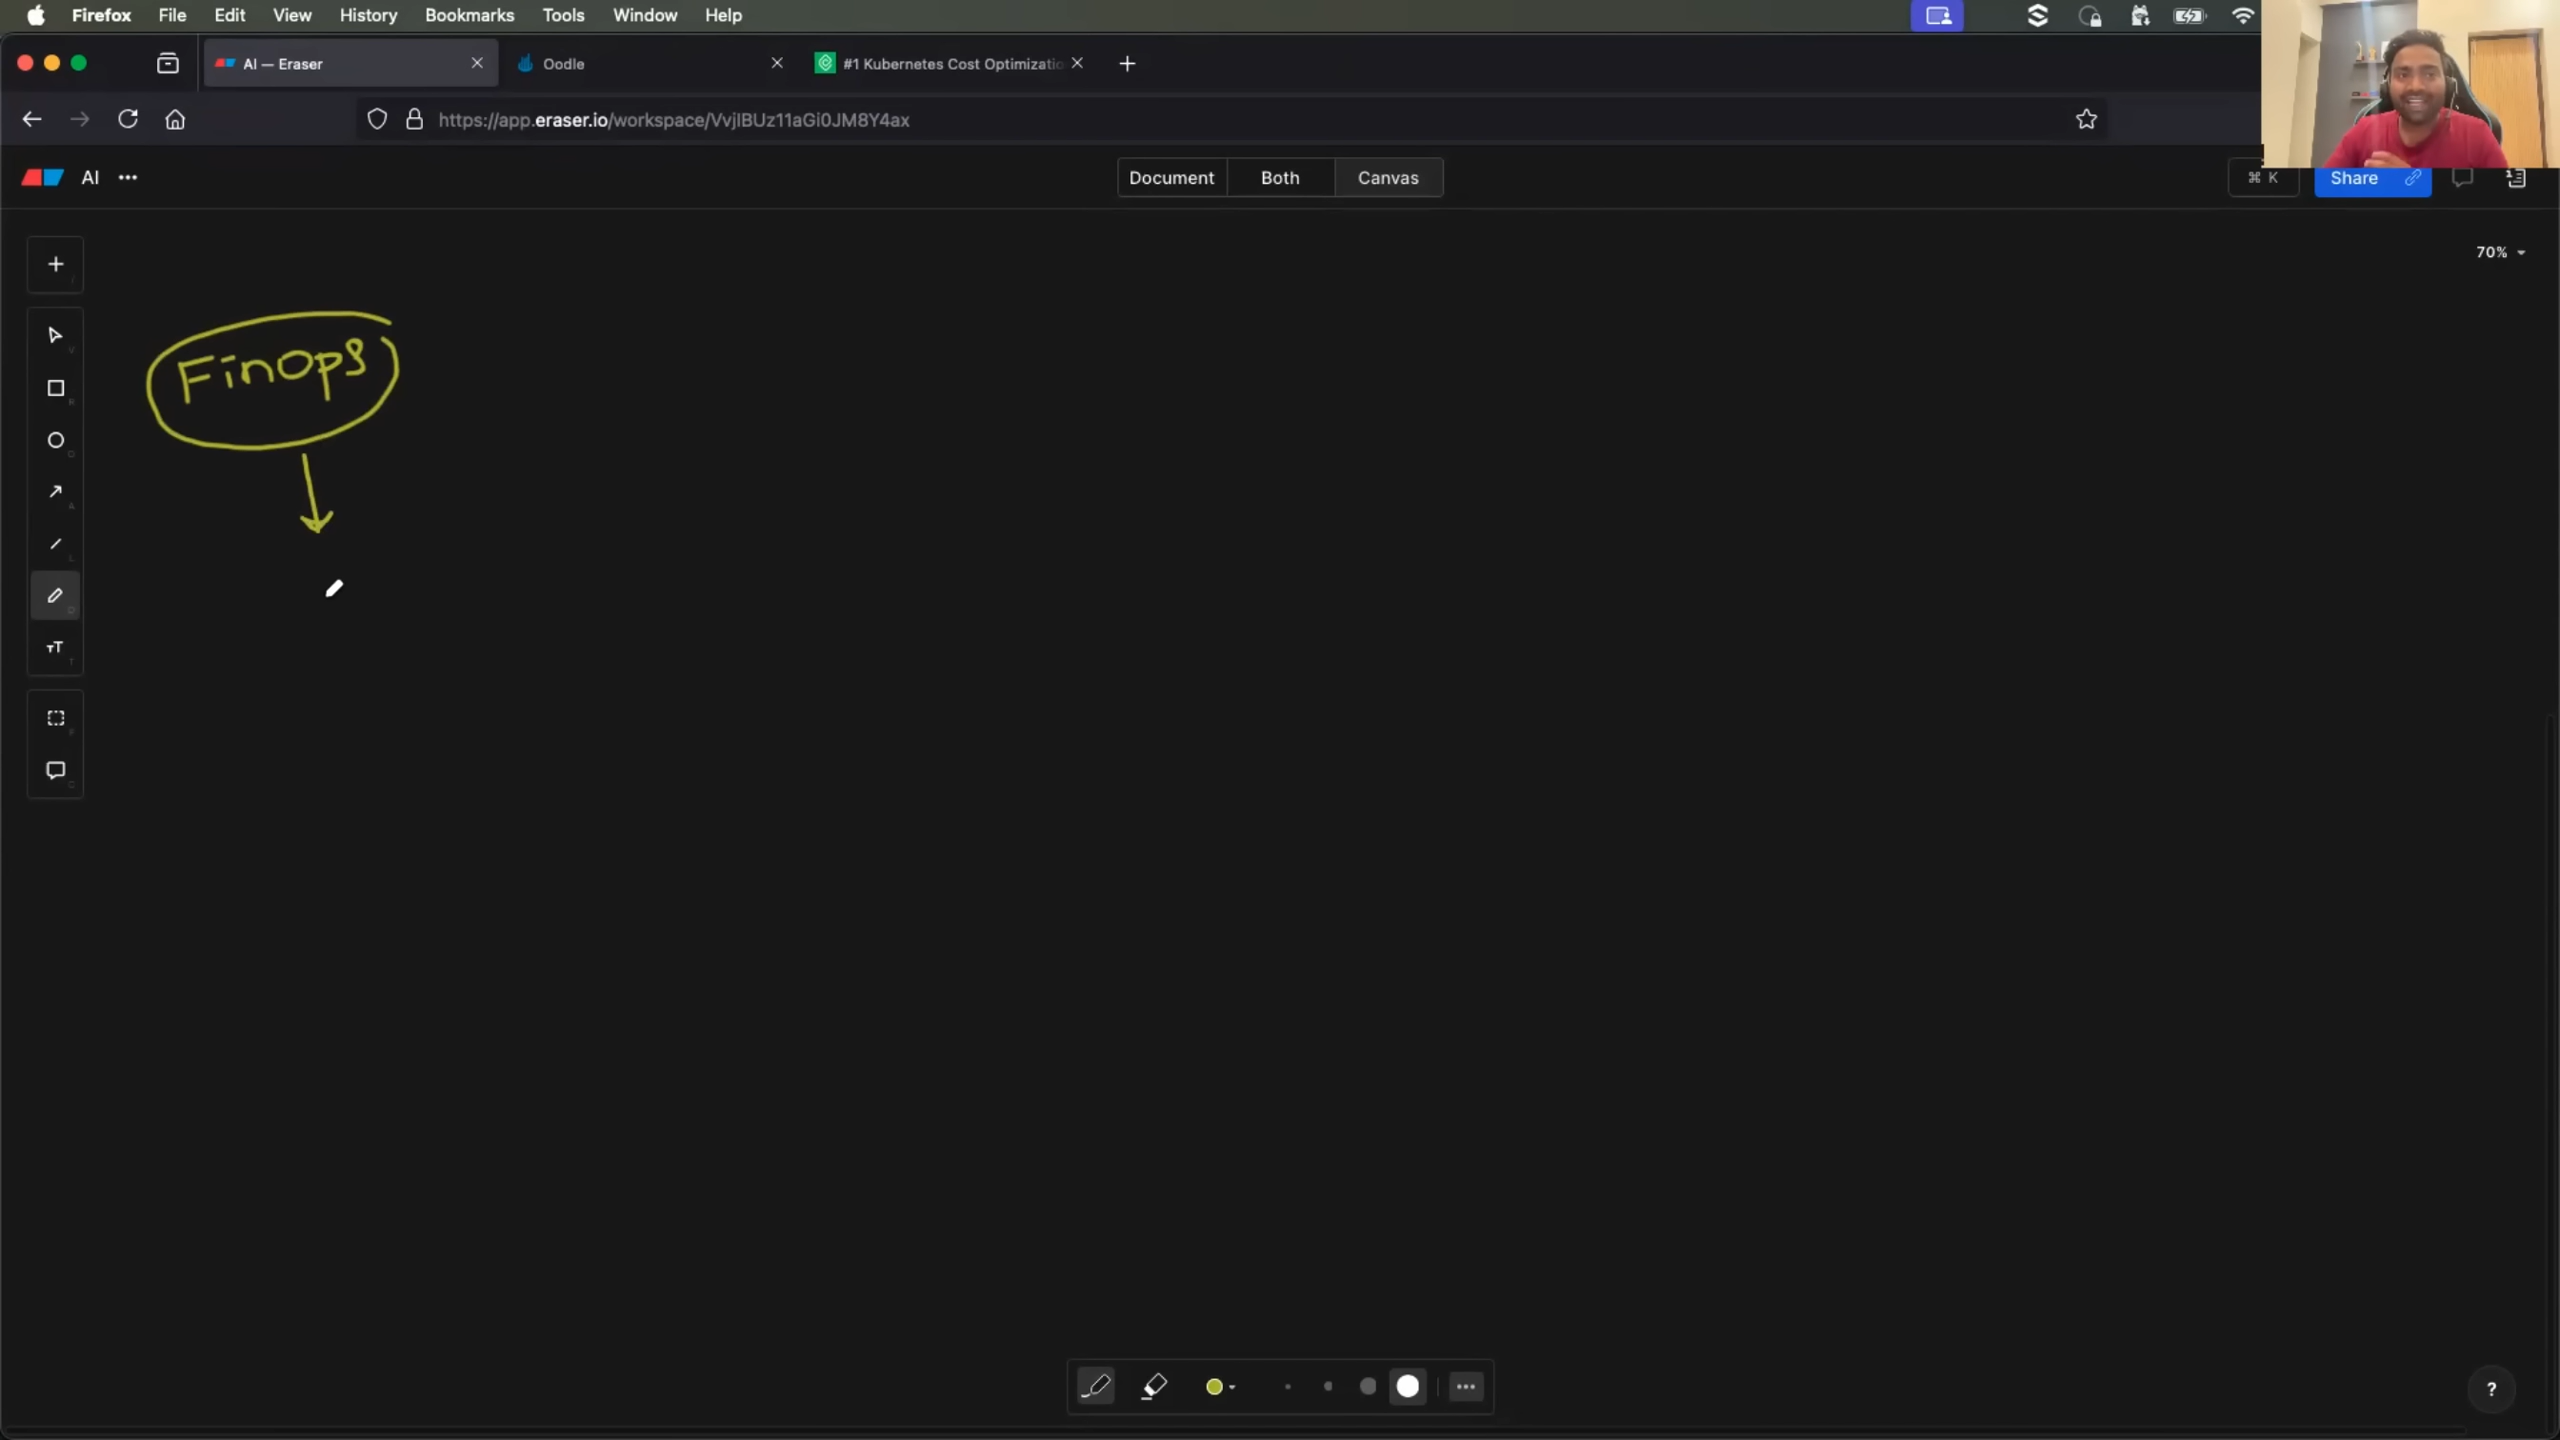 Firefox File Edit View History Bookmarks Tools Window Help
AI — Eraser
Oodle
#1 Kubernetes Cost Optimizatio
https://app.eraser.io/workspace/VvjIBUz11aGi0JM8Y4ax
AI
Document Both Canvas
⌘ K
Share
70%
FinOps
V
R
O
A
L
D
T
C
?